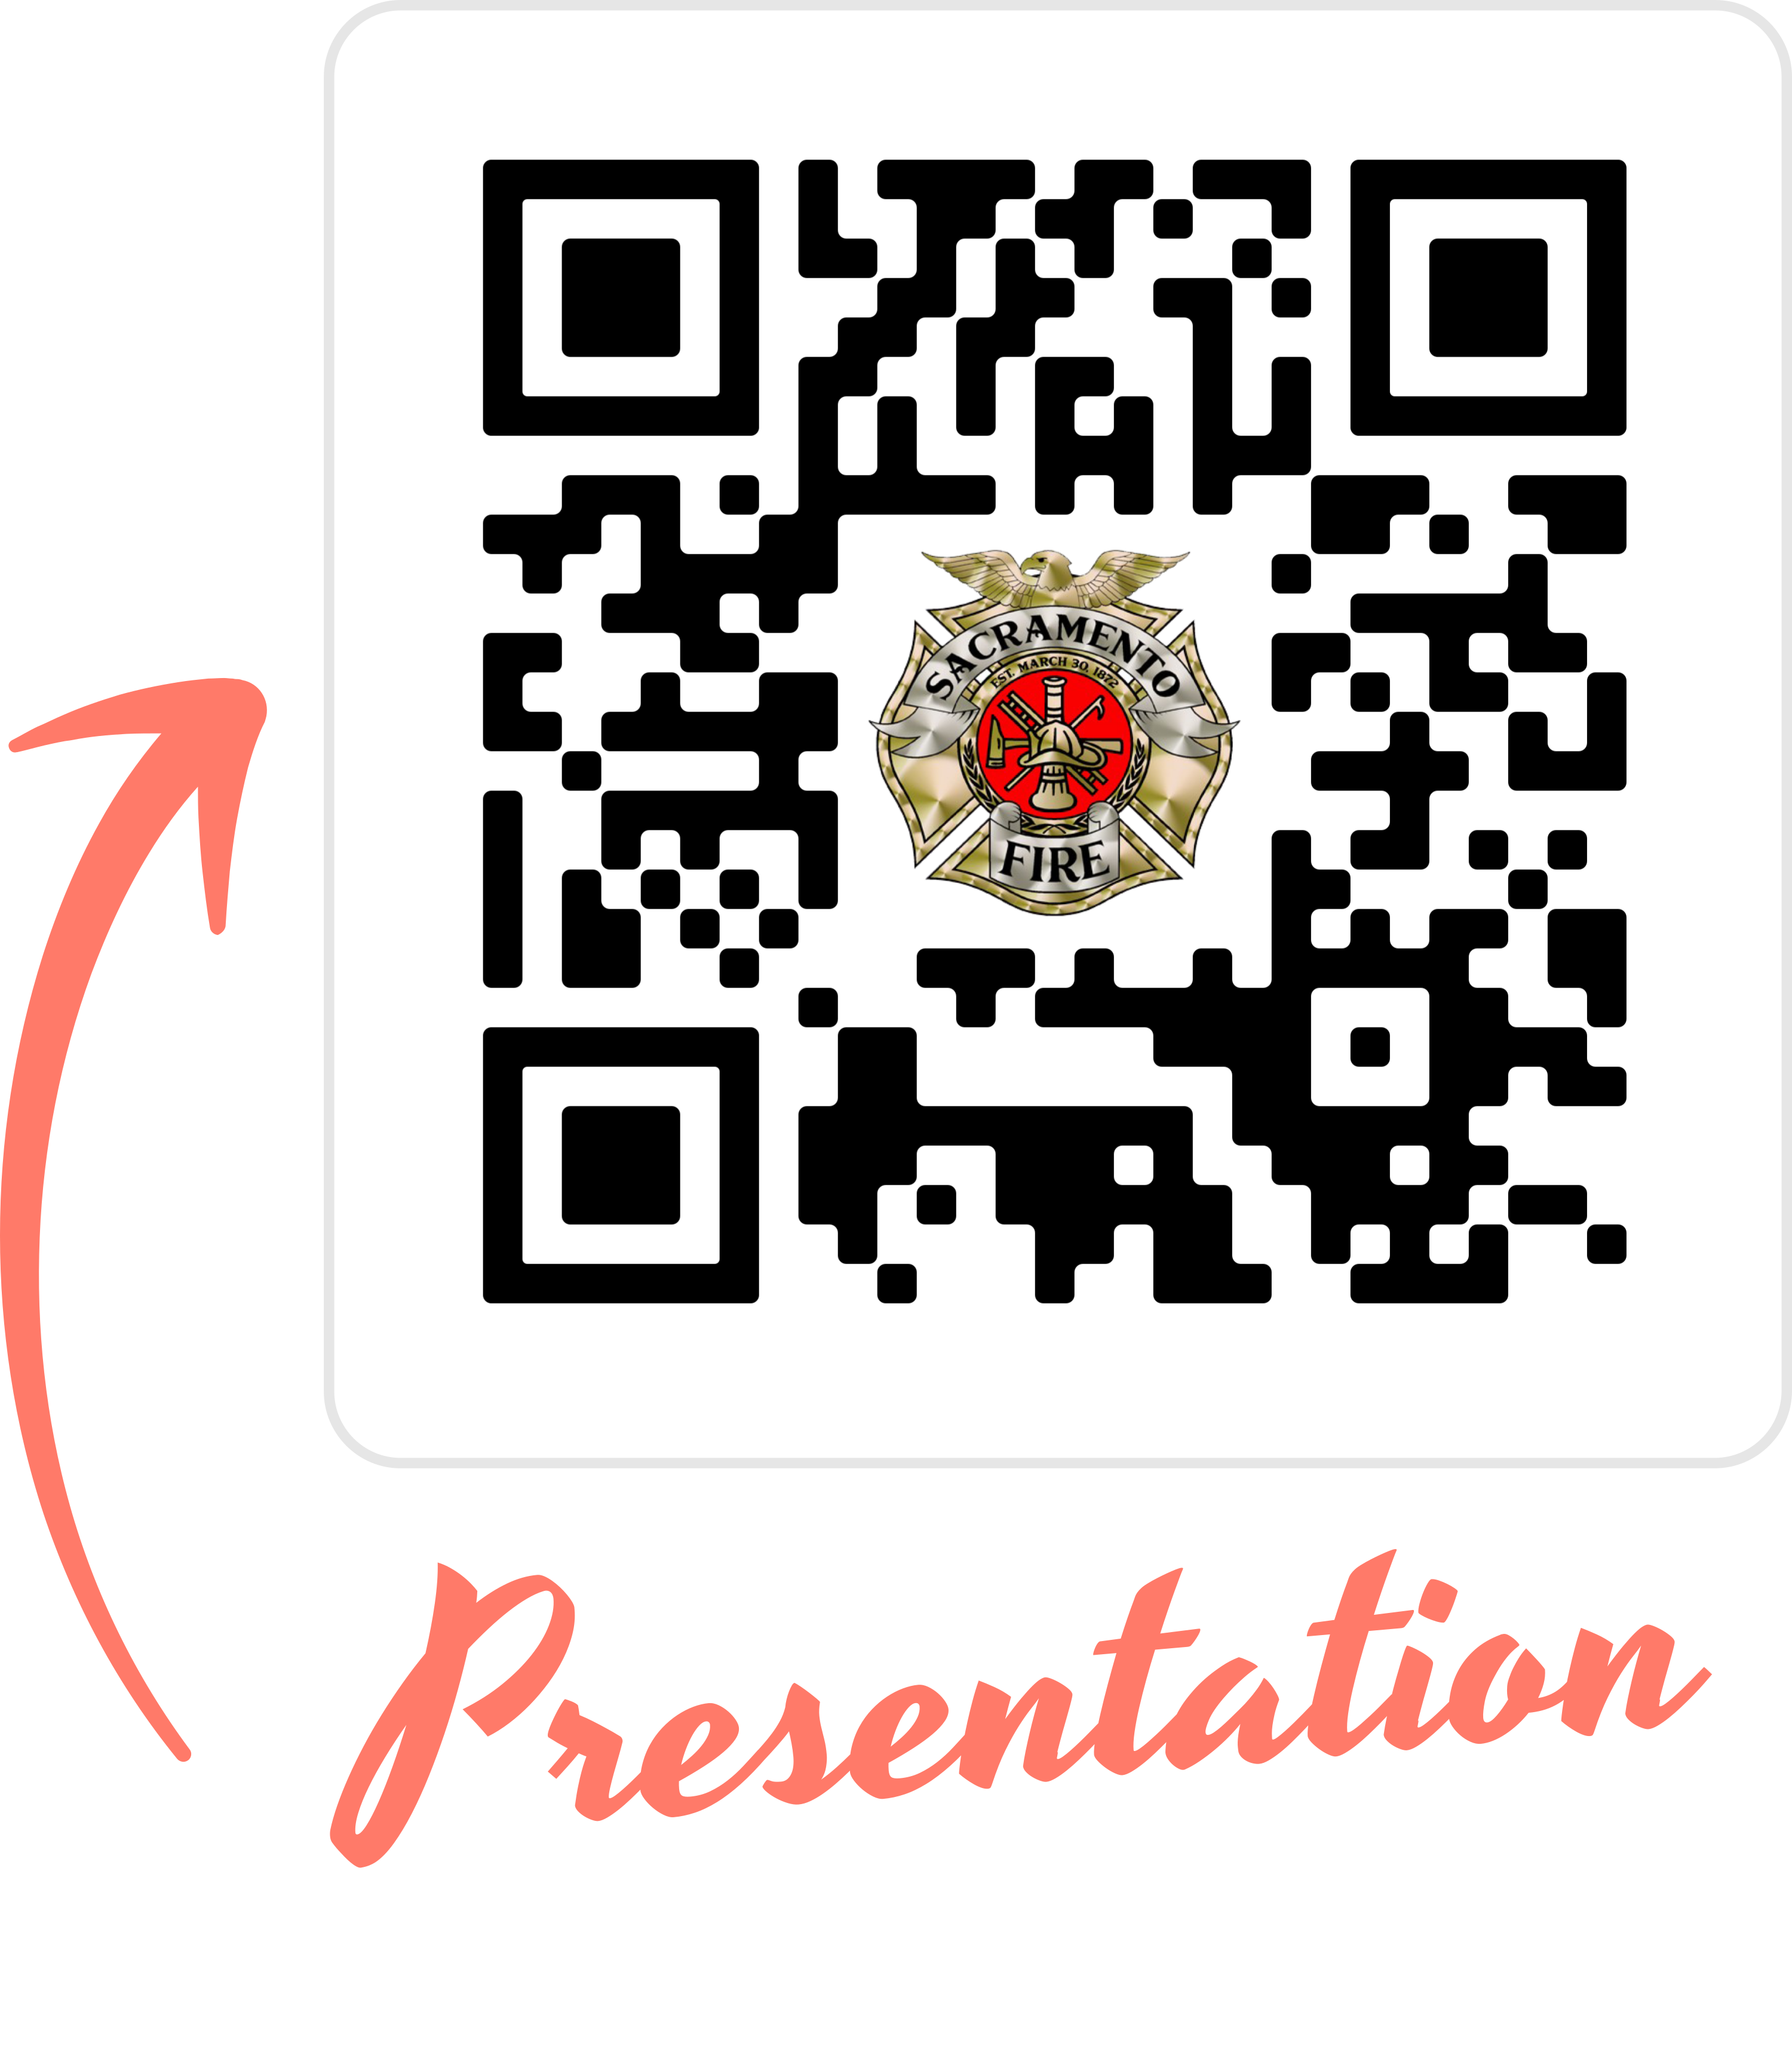 SACRAMENTO
EST. MARCH 30, 1872
FIRE
Presentation